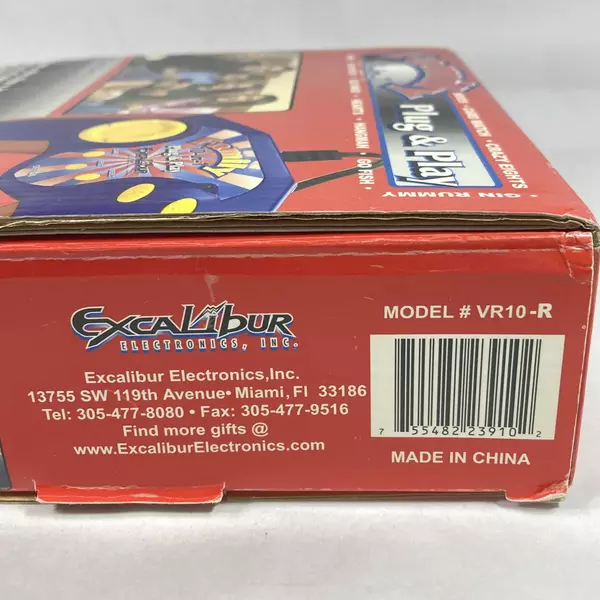 Plug & Play
• GIN RUMMY
CRAZY EIGHTS
GO FISH •
HANGMAN
EXCALIBUR
ELECTRONICS, INC.
Excalibur Electronics,Inc.
13755 SW 119th Avenue• Miami, Fl 33186
Tel: 305-477-8080 • Fax: 305-477-9516
Find more gifts @
www.ExcaliburElectronics.com
MODEL # VR10-R
7 55482 23910 2
MADE IN CHINA